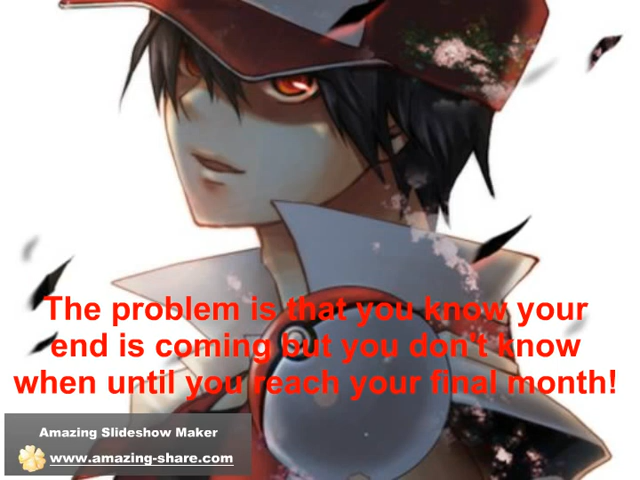 The problem is that you know your
end is coming but you don't know
when until you reach your final month!
Amazing Slideshow Maker
www.amazing-share.com